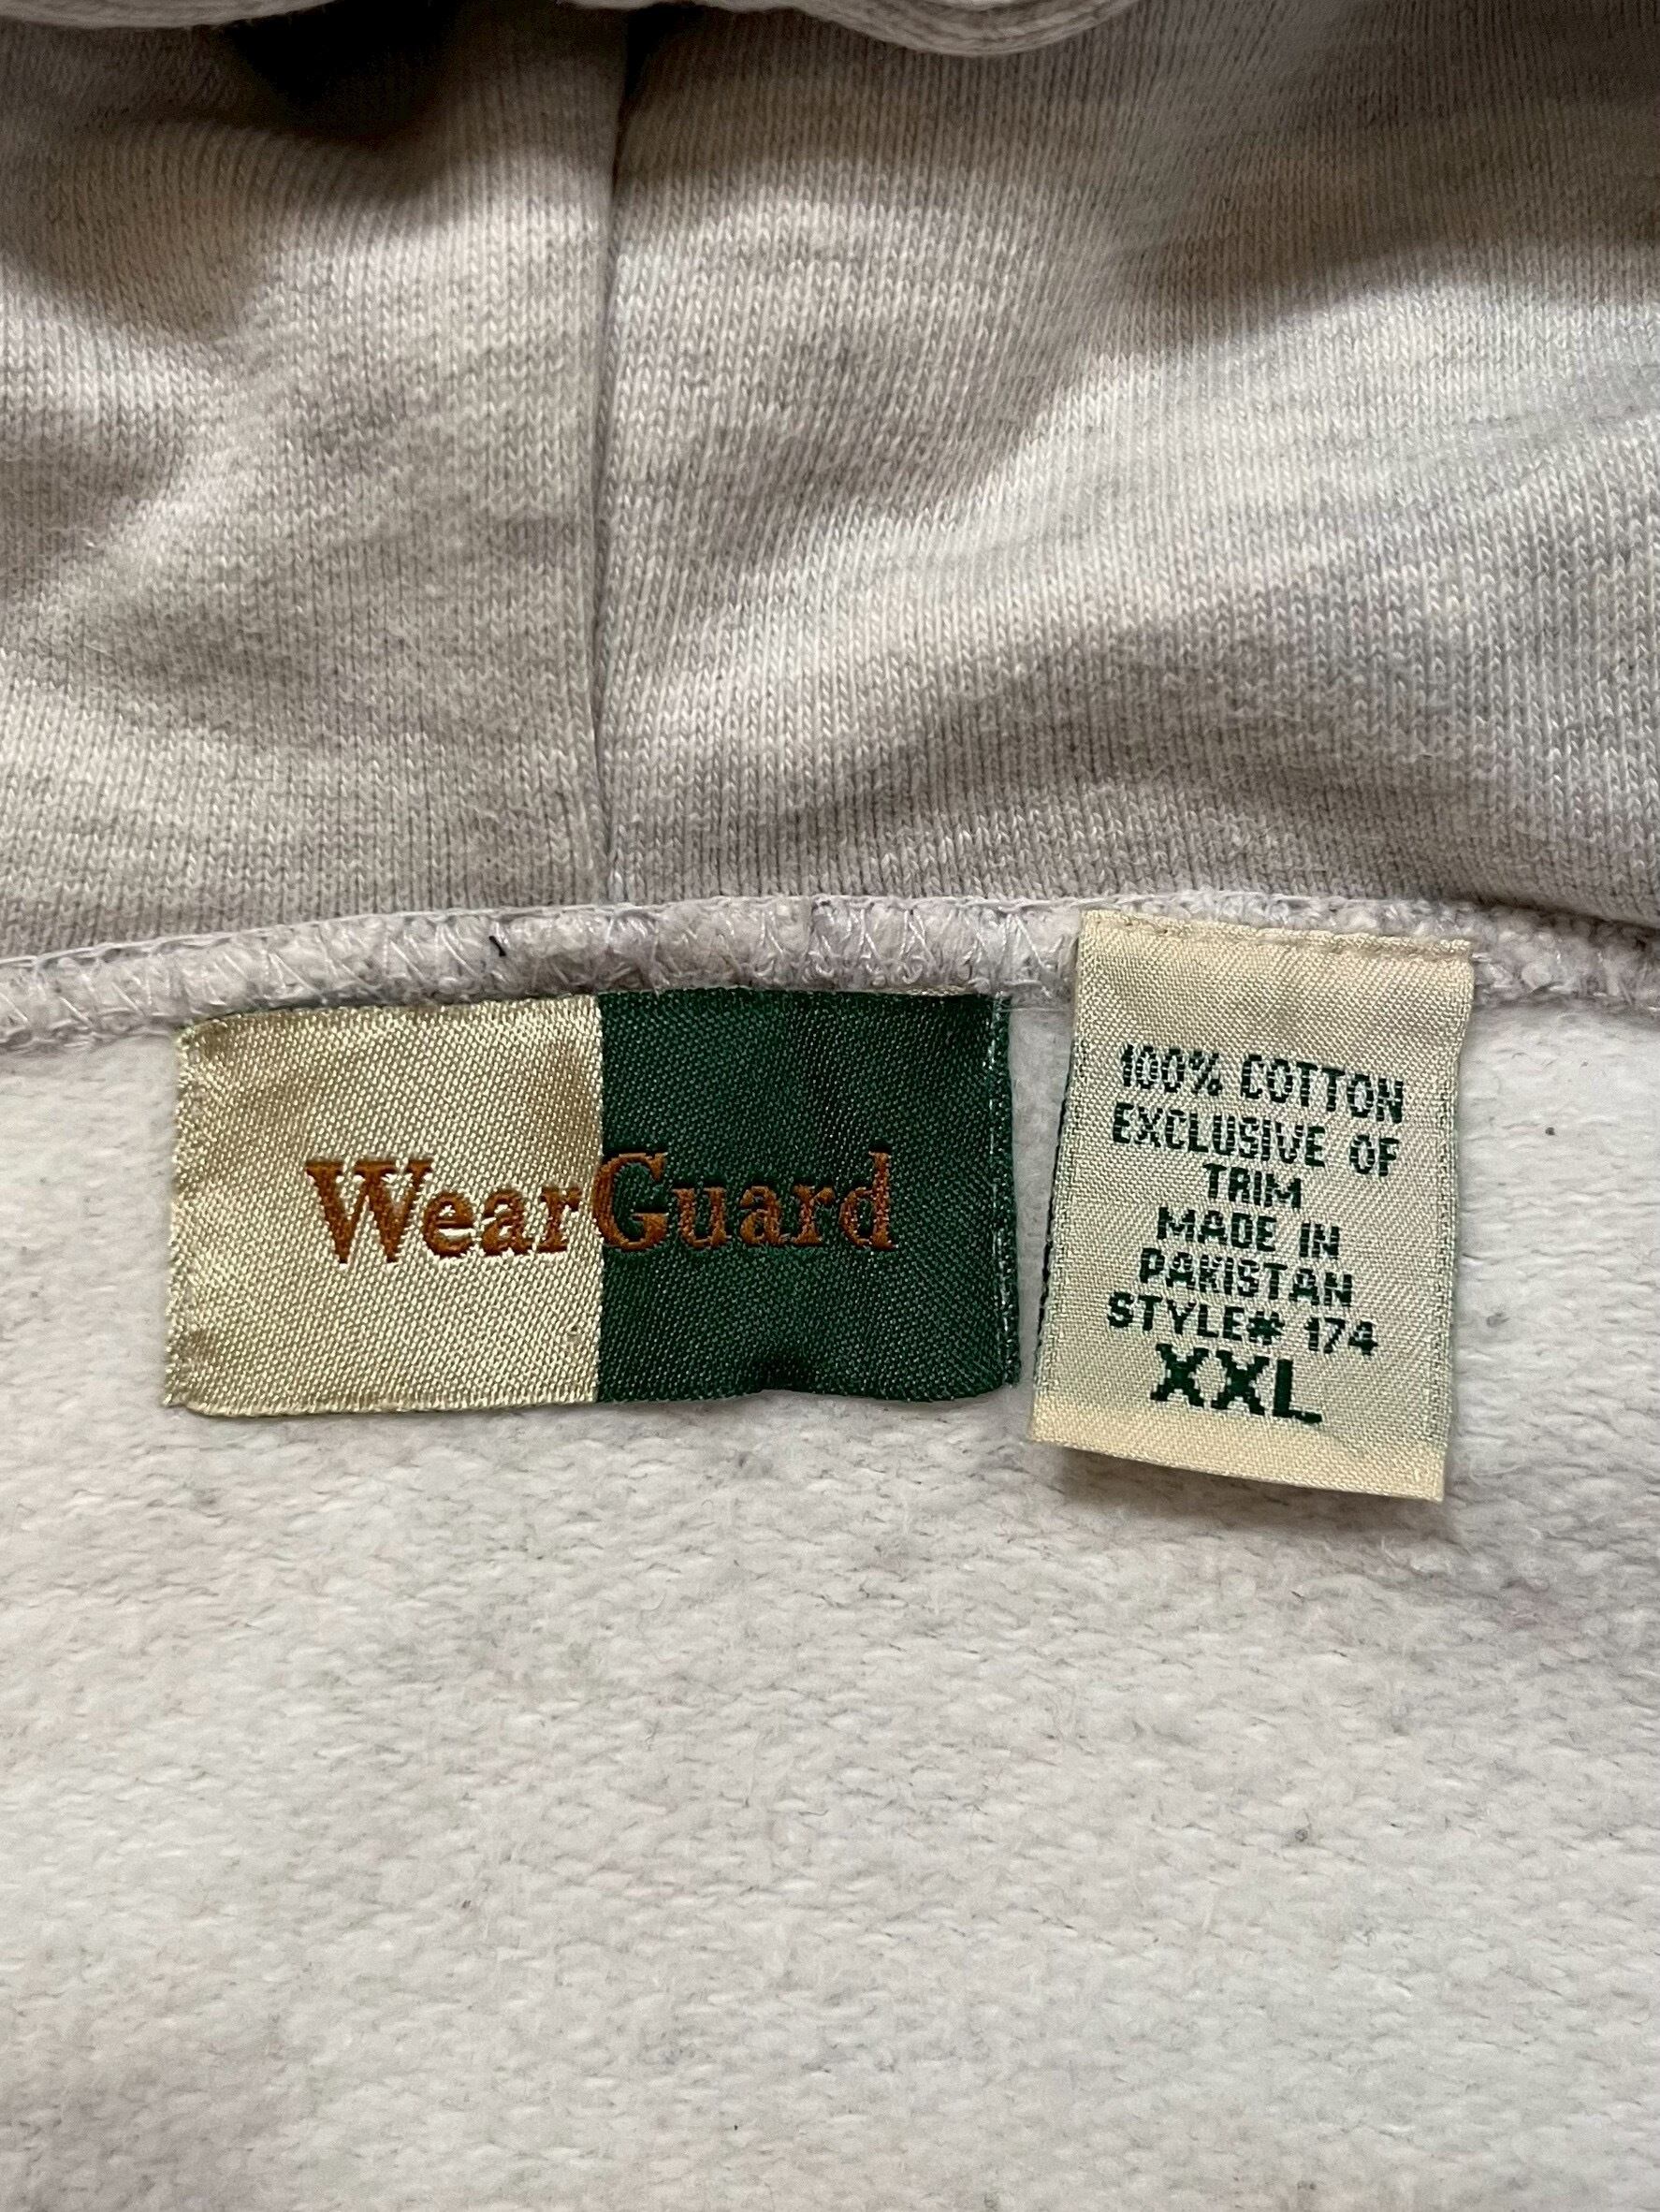 WearGuard
100% COTTON
EXCLUSIVE OF
TRIM
MADE IN
PAKISTAN
STYLE# 174
XXL